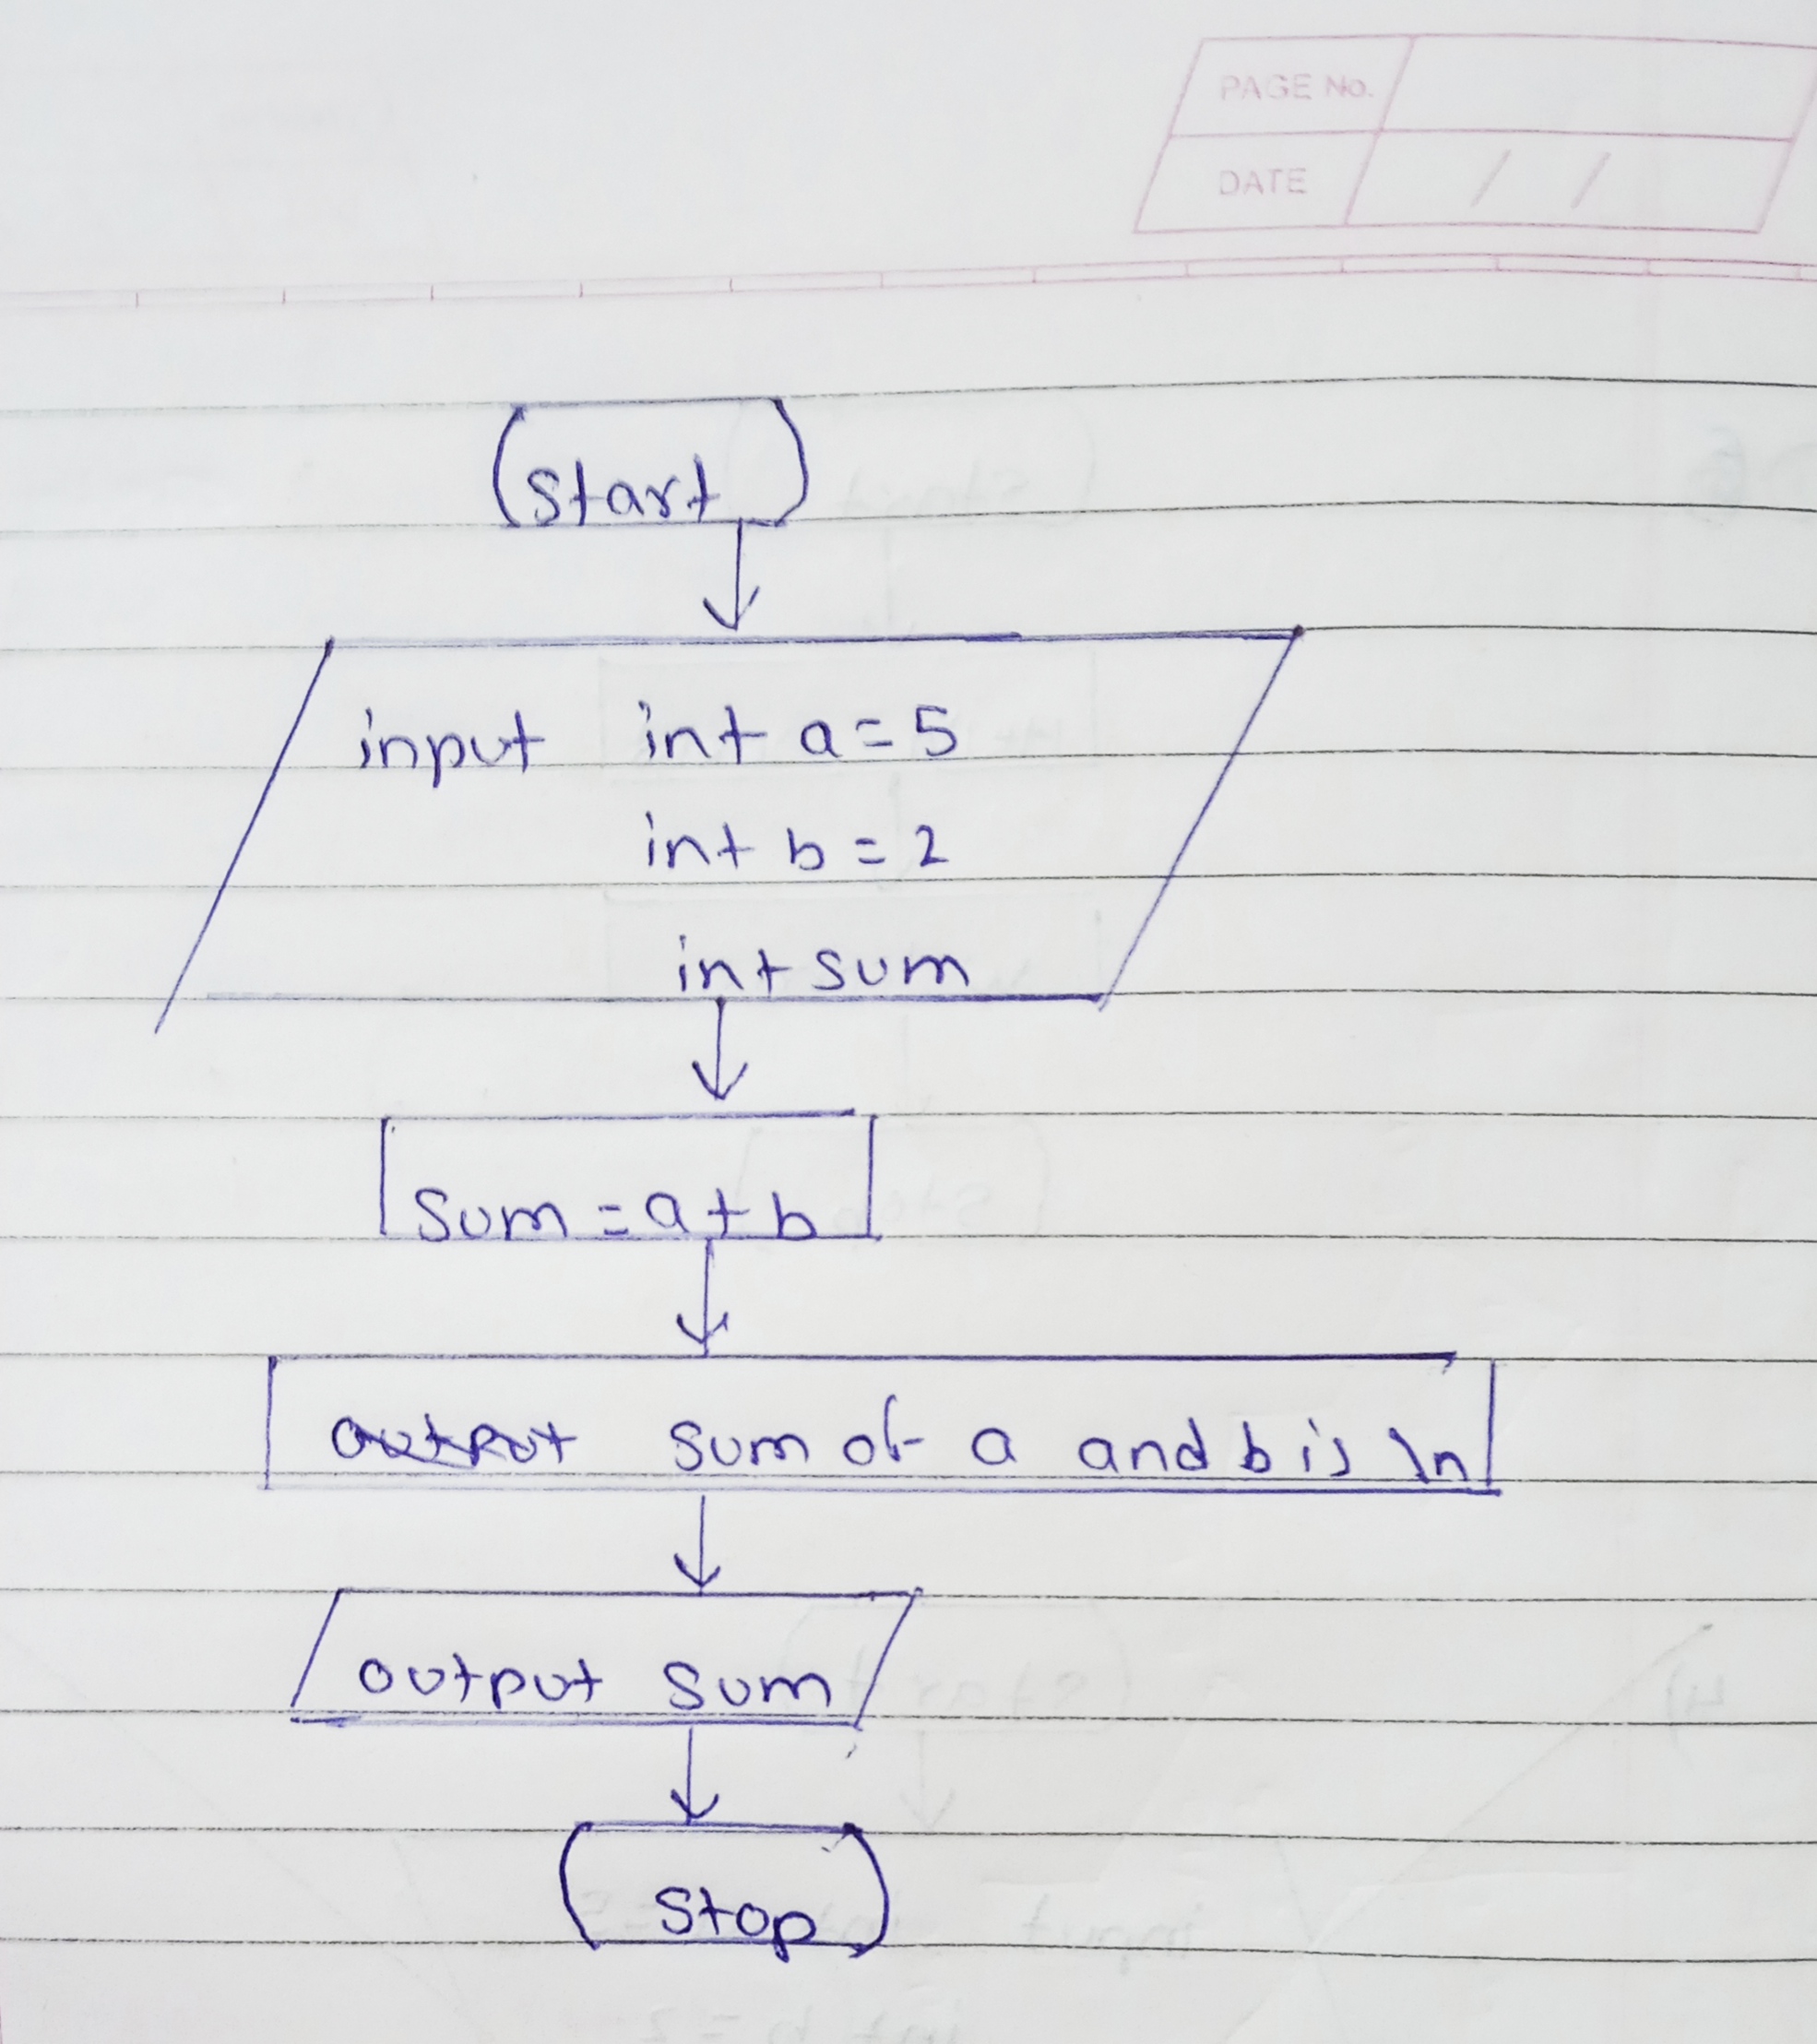 PAGE No.
DATE / /
Start
input int a=5
int b=2
int sum
Sum=a+b
output sum of a and b is \n
output sum
Stop